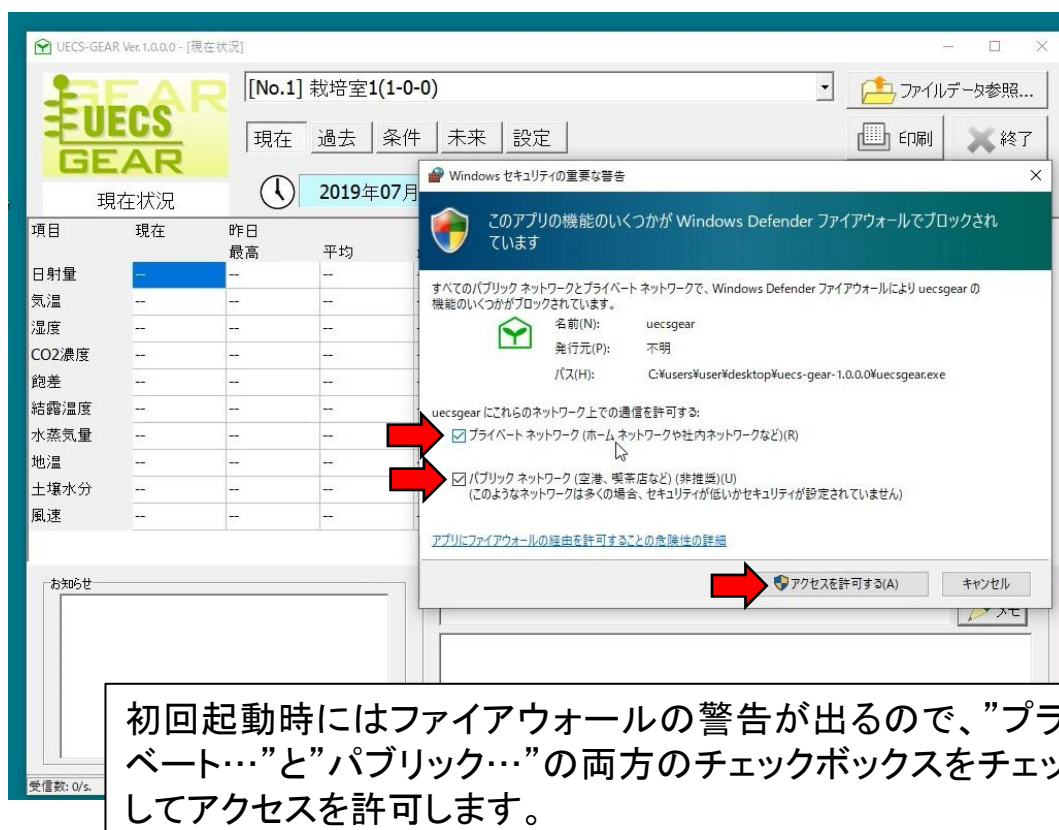 UECS-GEAR Ver.1.0.0.0 - [現在状況]
GEAR
UECS
GEAR
[No.1] 栽培室1(1-0-0)
ファイルデータ参照...
現在 過去 条件 未来 設定
印刷 終了
現在状況
2019年07月
項目 現在 昨日
最高 平均
日射量 -- -- --
気温 -- -- --
湿度 -- -- --
CO2濃度 -- -- --
飽差 -- -- --
結露温度 -- -- --
水蒸気量 -- -- --
地温 -- -- --
土壌水分 -- -- --
風速 -- -- --
Windows セキュリティの重要な警告
このアプリの機能のいくつかが Windows Defender ファイアウォールでブロックされ
ています
すべてのパブリック ネットワークとプライベート ネットワークで、Windows Defender ファイアウォールにより uecsgear の
機能のいくつかがブロックされています。
名前(N): uecsgear
発行元(P): 不明
パス(H): C:¥users¥user¥desktop¥uecs-gear-1.0.0.0¥uecsgear.exe
uecsgear にこれらのネットワーク上での通信を許可する:
プライベート ネットワーク (ホーム ネットワークや社内ネットワークなど)(R)
パブリック ネットワーク (空港、喫茶店など) (非推奨)(U)
(このようなネットワークは多くの場合、セキュリティが低いかセキュリティが設定されていません)
アプリにファイアウォールの経由を許可することの危険性の詳細
アクセスを許可する(A) キャンセル
お知らせ
メモ
受信数: 0/s.
初回起動時にはファイアウォールの警告が出るので、”プラ
ベート…”と”パブリック…”の両方のチェックボックスをチェッ
してアクセスを許可します。